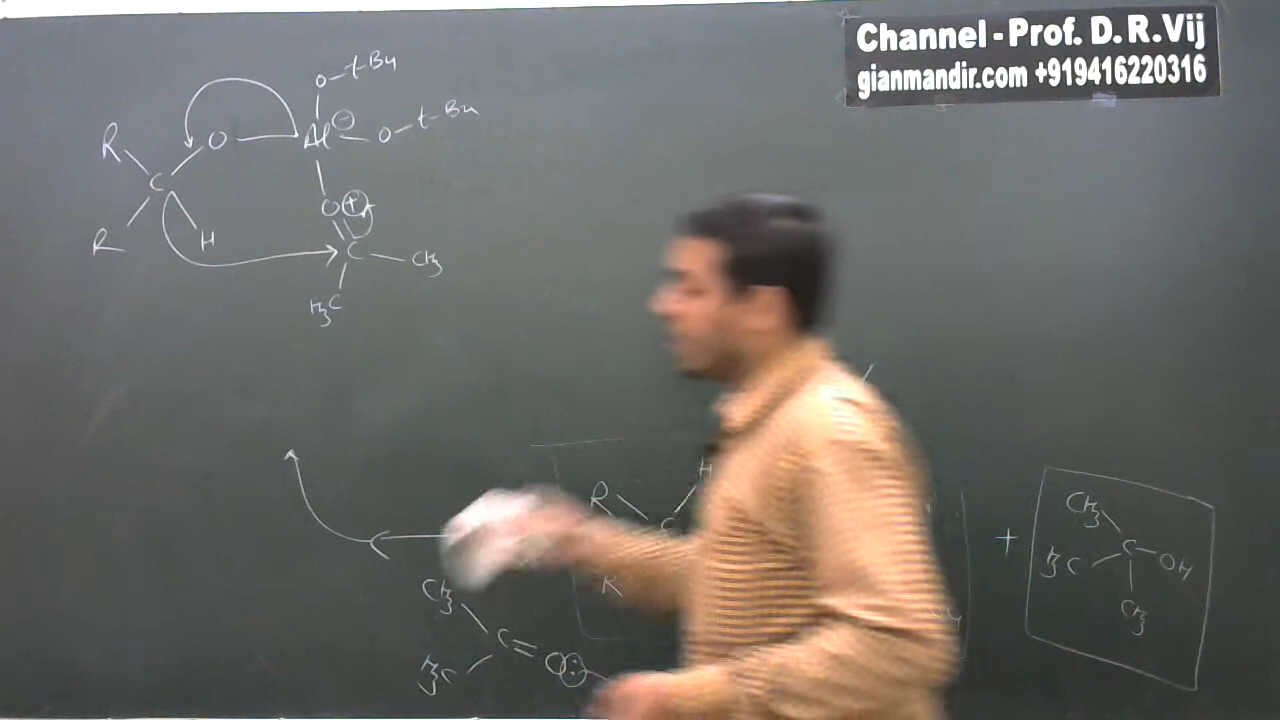 Channel - Prof. D. R. Vij
gianmandir.com +919416220316
O-t-Bu
R O Al⊖ O-t-Bu
C
O⊕
R H
C CH3
H3C
H
R C
CH3
+ C OH
H3C
CH3
CH3 R
C=O:
H3C